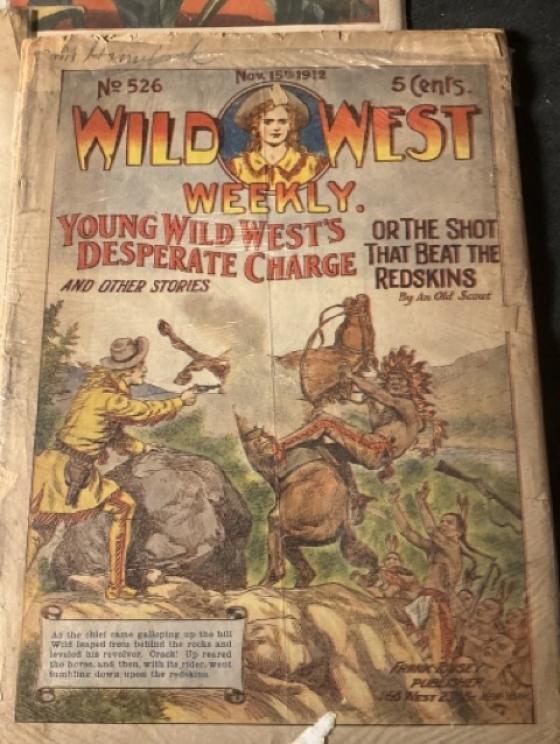 Nº 526
Nov. 15th 1912
5 Cents.
WILD WEST
WEEKLY.
YOUNG WILD WEST'S
DESPERATE CHARGE
OR THE SHOT
THAT BEAT THE
REDSKINS
AND OTHER STORIES
By An Old Scout
As the chief came galloping up the hill
Wild leaped from behind the rocks and
leveled his revolver. Crack! Up reared
the horse, and then, with its rider, went
tumbling down upon the redskins.
FRANK TOUSEY
PUBLISHER
168 WEST 23
NEW YORK